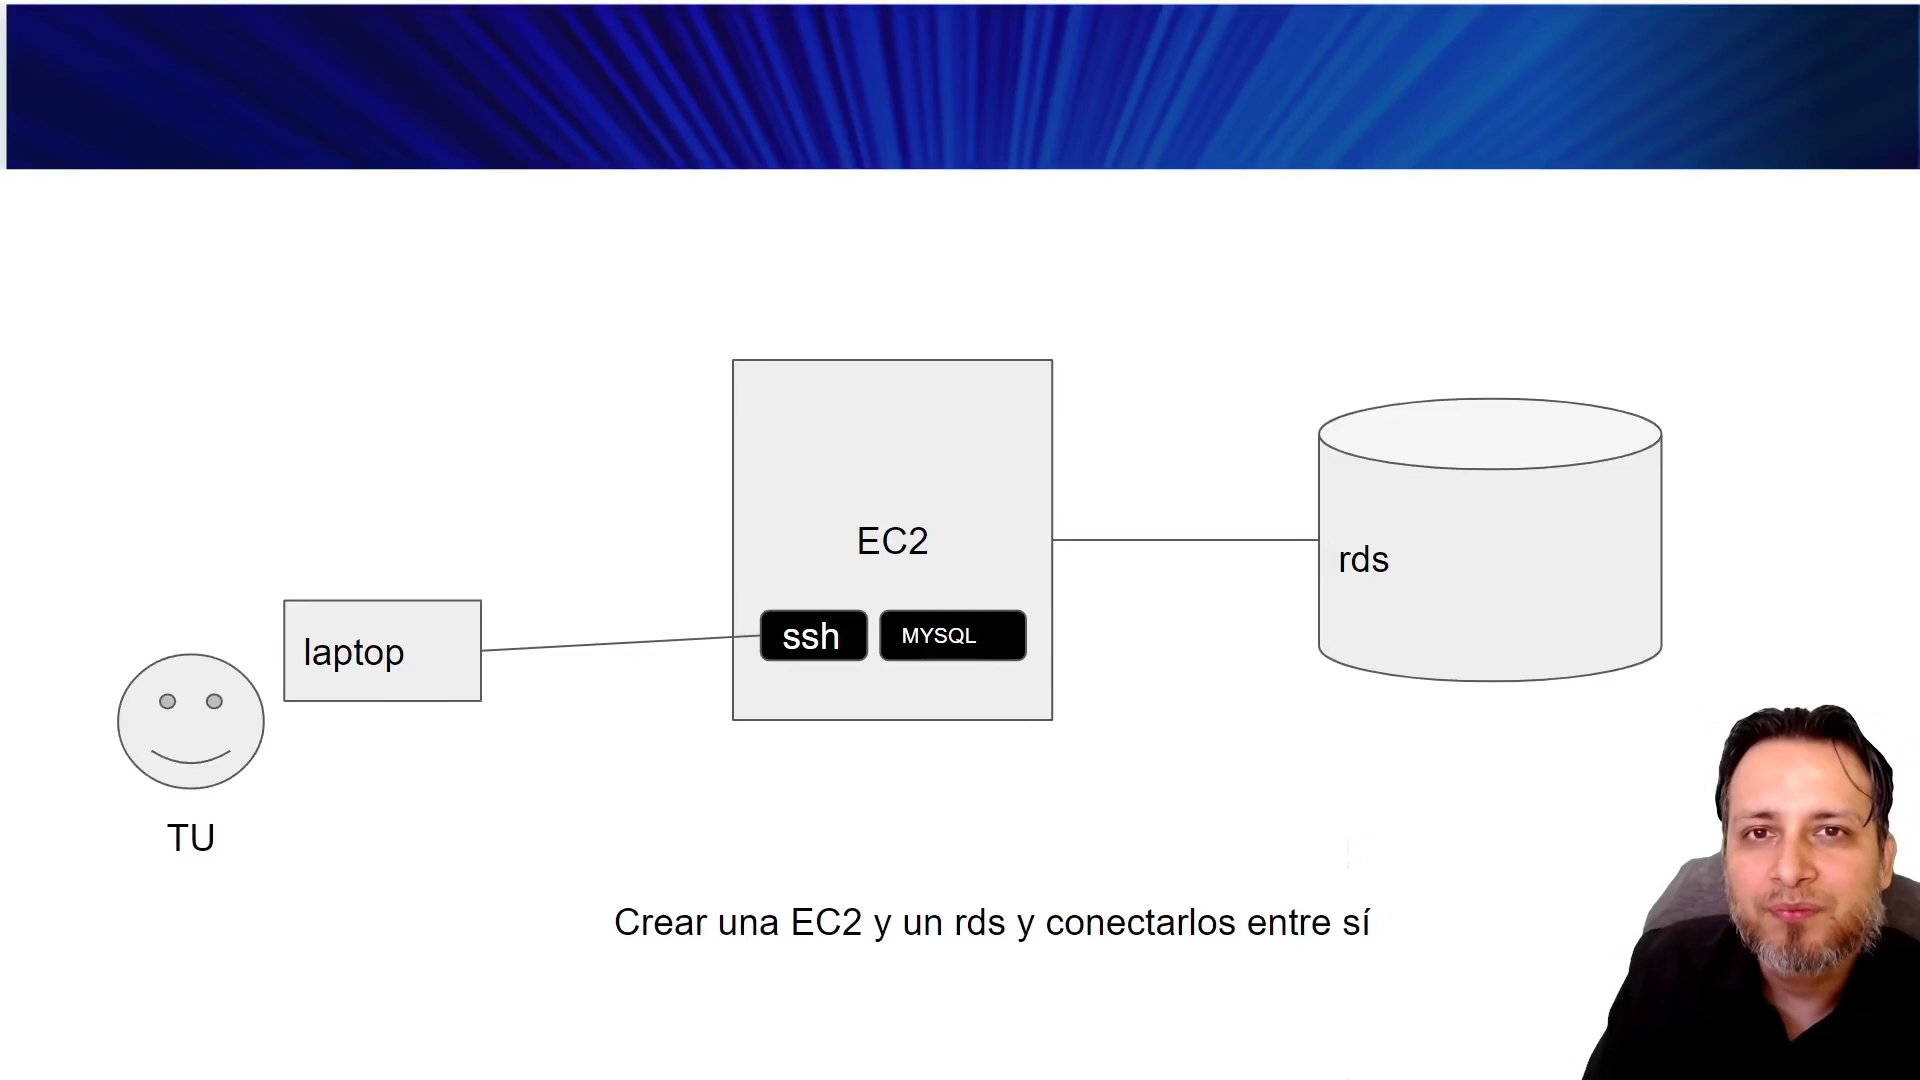 EC2
rds
ssh
MYSQL
laptop
TU
Crear una EC2 y un rds y conectarlos entre sí